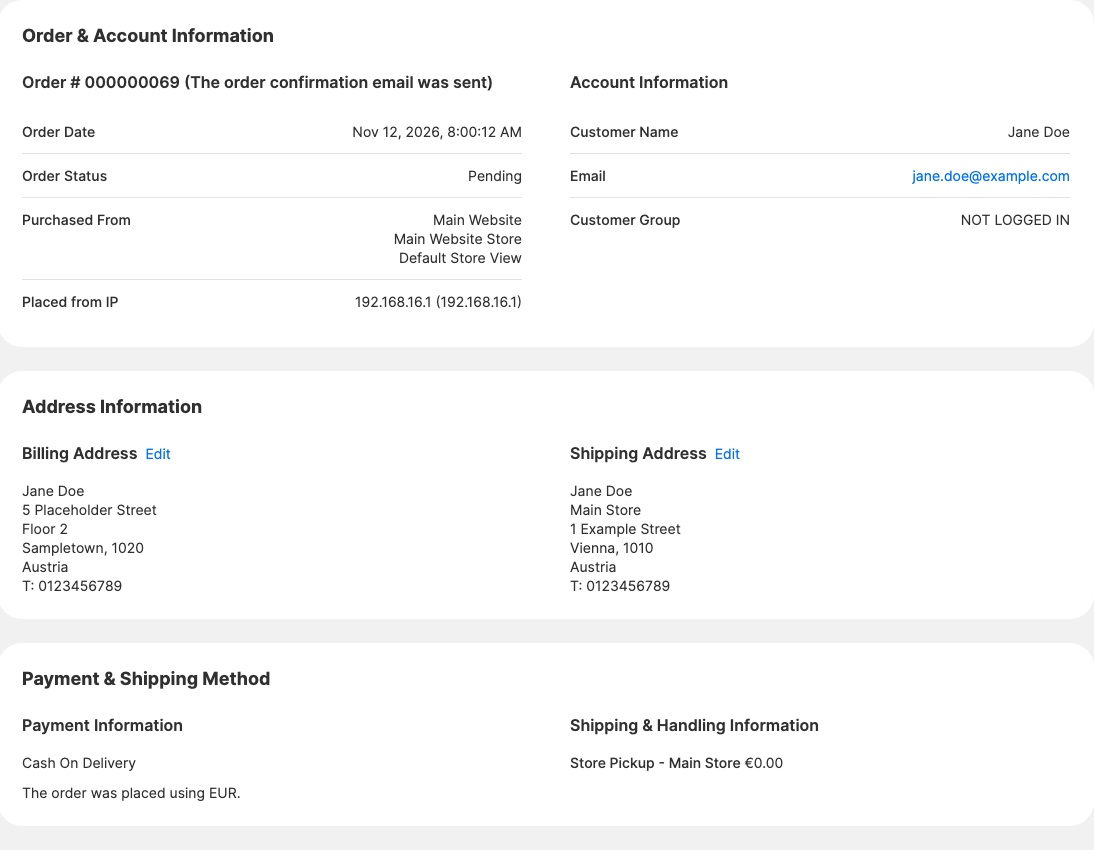 Order & Account Information
Order # 000000069 (The order confirmation email was sent)
Order Date Nov 12, 2026, 8:00:12 AM
Order Status Pending
Purchased From Main Website
Main Website Store
Default Store View
Placed from IP 192.168.16.1 (192.168.16.1)
Account Information
Customer Name Jane Doe
Email jane.doe@example.com
Customer Group NOT LOGGED IN
Address Information
Billing Address Edit
Jane Doe
5 Placeholder Street
Floor 2
Sampletown, 1020
Austria
T: 0123456789
Shipping Address Edit
Jane Doe
Main Store
1 Example Street
Vienna, 1010
Austria
T: 0123456789
Payment & Shipping Method
Payment Information
Cash On Delivery
The order was placed using EUR.
Shipping & Handling Information
Store Pickup - Main Store €0.00